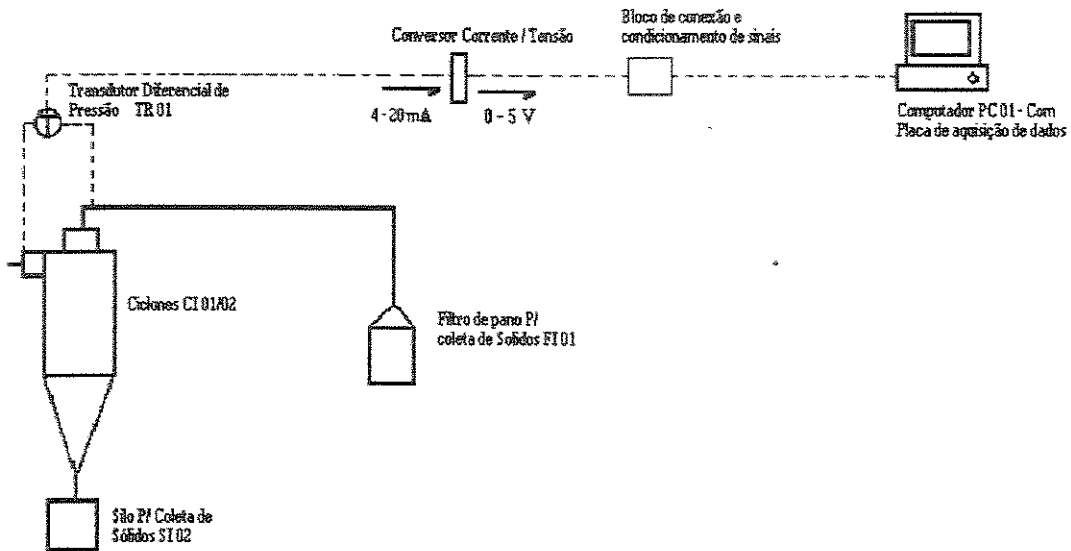 Bloco de conexão e
condicionamento de sinais
Conversor Corrente / Tensão
Transdutor Diferencial de
Pressão TR 01
4 - 20 mA
0 - 5 V
Computador PC 01 - Com
Placa de aquisição de dados
Ciclones CI 01/02
Filtro de pano P/
coleta de Solidos FI 01
Silo P/ Coleta de
Sólidos SI 02